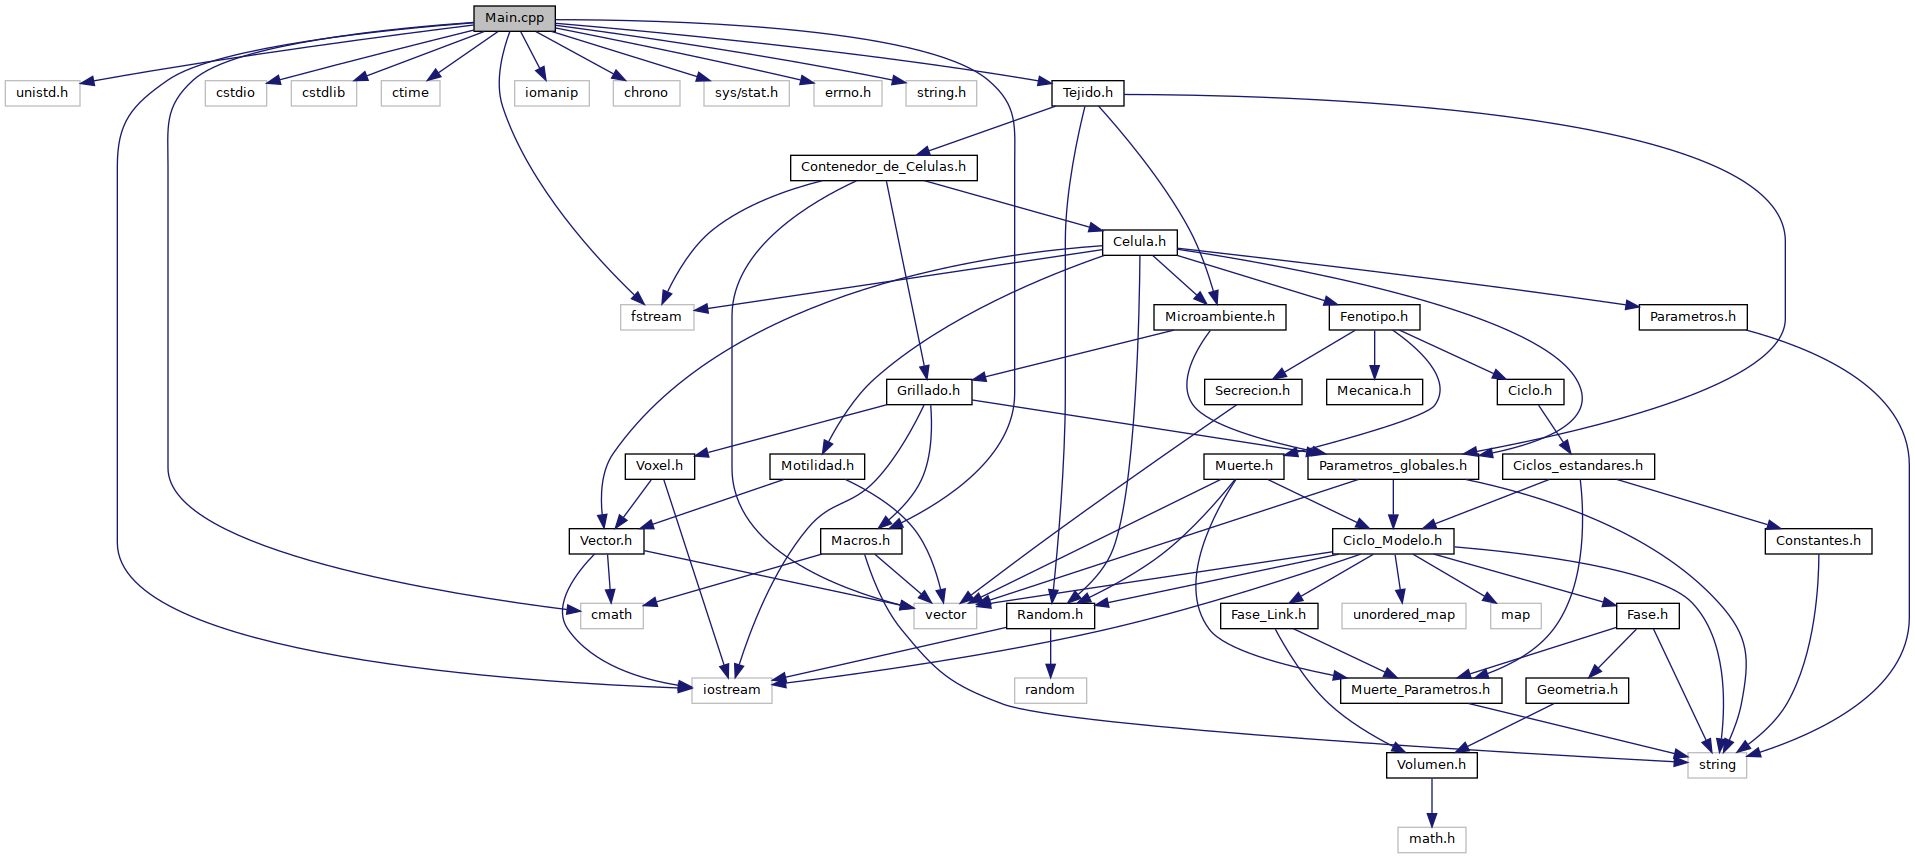 Main.cpp
unistd.h
cstdio
cstdlib
ctime
iomanip
chrono
sys/stat.h
errno.h
string.h
Tejido.h
Contenedor_de_Celulas.h
Celula.h
fstream
Microambiente.h
Fenotipo.h
Parametros.h
Grillado.h
Secrecion.h
Mecanica.h
Ciclo.h
Voxel.h
Motilidad.h
Muerte.h
Parametros_globales.h
Ciclos_estandares.h
Vector.h
Macros.h
Ciclo_Modelo.h
Constantes.h
cmath
vector
Random.h
Fase_Link.h
unordered_map
map
Fase.h
iostream
random
Muerte_Parametros.h
Geometria.h
Volumen.h
string
math.h